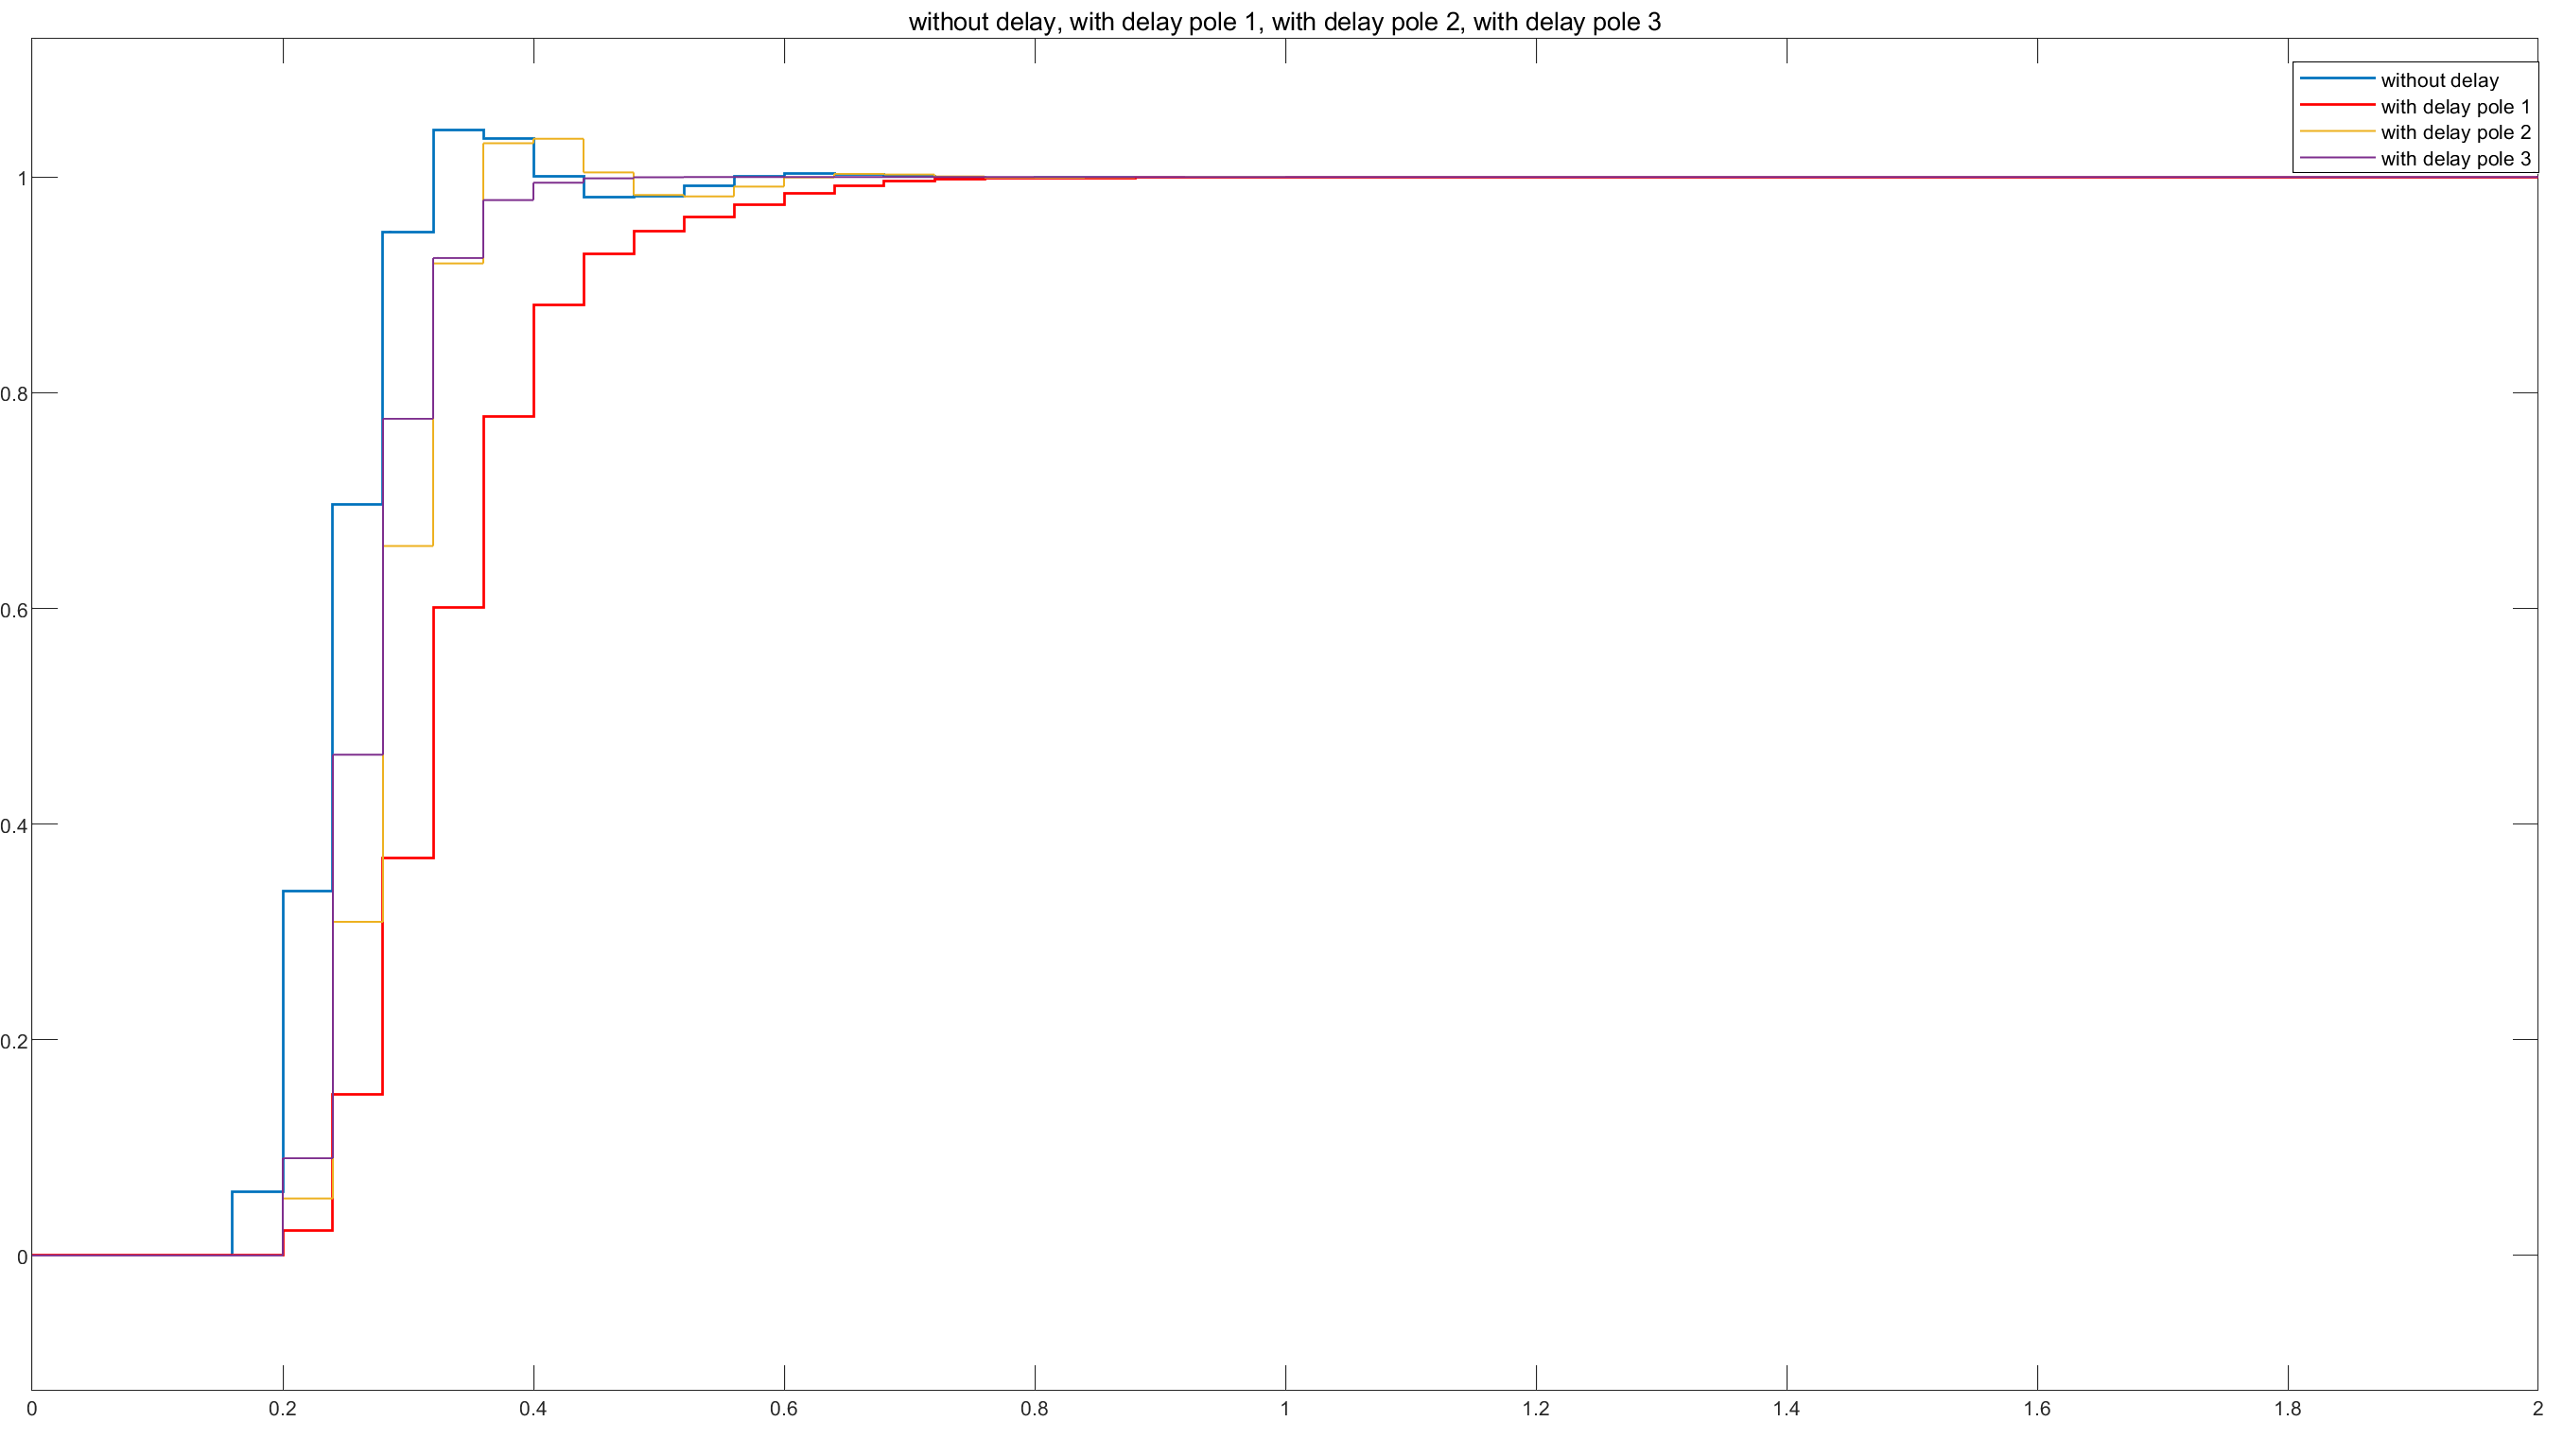 without delay, with delay pole 1, with delay pole 2, with delay pole 3
without delay
with delay pole 1
with delay pole 2
with delay pole 3
1
0.8
0.6
0.4
0.2
0
0 0.2 0.4 0.6 0.8 1 1.2 1.4 1.6 1.8 2